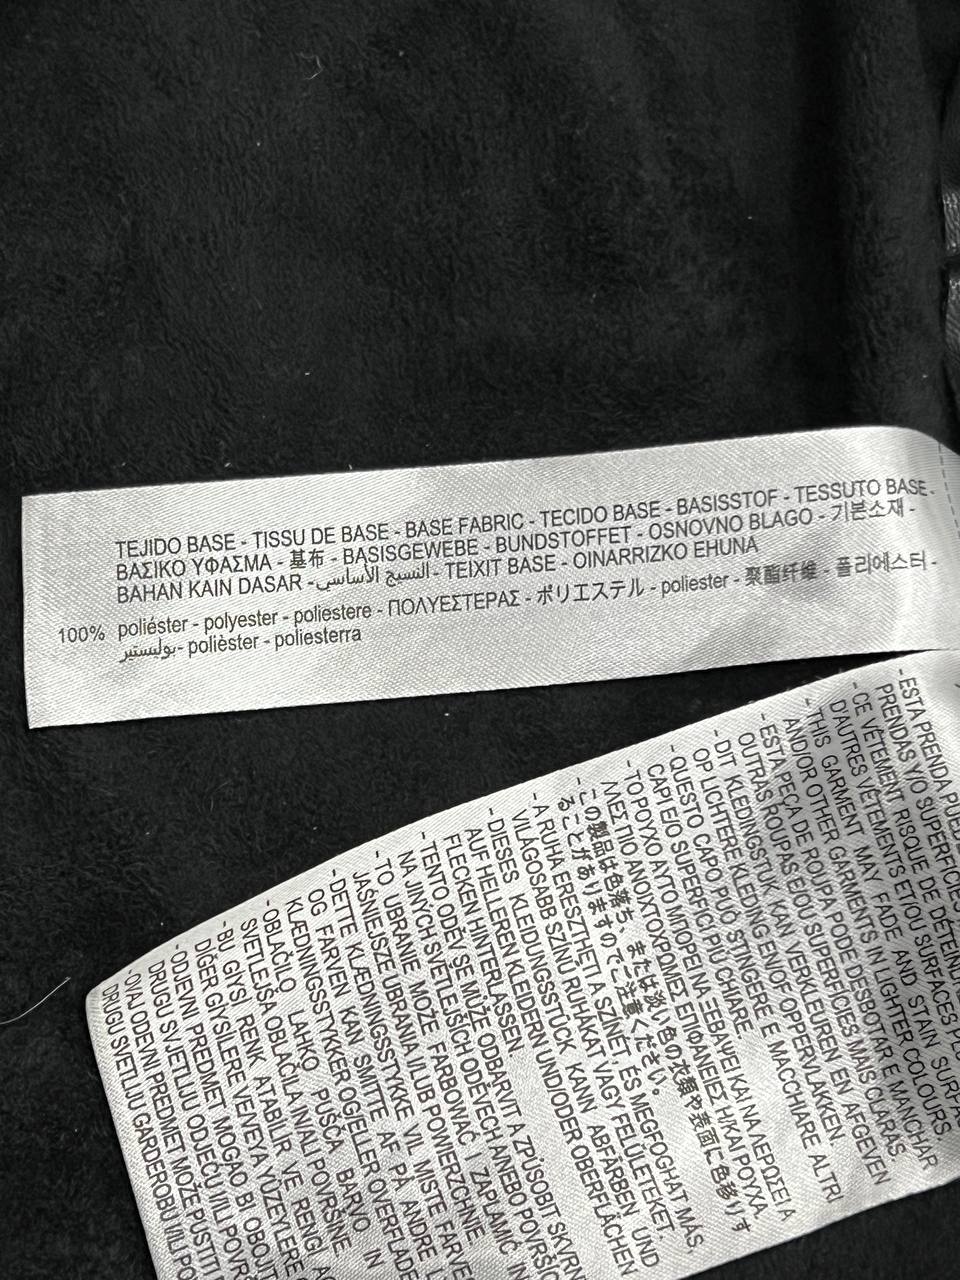 TEJIDO BASE - TISSU DE BASE - BASE FABRIC - TECIDO BASE - BASISSTOF - TESSUTO BASE -
ΒΑΣΙΚΟ ΥΦΑΣΜΑ - 基布 - BASISGEWEBE - BUNDSTOFFET - OSNOVNO BLAGO - 기본소재 -
BAHAN KAIN DASAR - النسيج الأساسي - TEIXIT BASE - OINARRIZKO EHUNA
100% poliéster - polyester - poliestere - ΠΟΛΥΕΣΤΕΡΑΣ - ポリエステル - poliester - 聚酯纤维 - 폴리에스터 -
بوليستير - polièster - poliesterra
- ESTA PRENDA
PRENDAS Y/O SUPERFICIES
- CE VÊTEMENT RISQUE DE DÉTEINDRE
D'AUTRES VÊTEMENTS ET/OU SURFACES
- THIS GARMENT MAY FADE AND STAIN SURFACES
AND/OR OTHER GARMENTS IN LIGHTER COLOURS
- ESTA PEÇA DE ROUPA PODE DESBOTAR E MANCHAR
OUTRAS ROUPAS E/OU SUPERFÍCIES MAIS CLARAS
- DIT KLEDINGSTUK KAN VERKLEUREN EN AFGEVEN
OP LICHTERE KLEDING EN/OF OPPERVLAKKEN
- QUESTO CAPO PUÒ STINGERE E MACCHIARE ALTRI
CAPI E/O SUPERFICI PIÙ CHIARE
- ΤΟ ΡΟΥΧΟ ΑΥΤΟ ΜΠΟΡΕΙ ΝΑ ΞΕΒΑΨΕΙ ΚΑΙ ΝΑ ΛΕΡΩΣΕΙ ΑΛΛΕΣ
ΜΕΣ ΠΙΟ ΑΝΟΙΧΤΟΧΡΩΜΕΣ ΕΠΙΦΑΝΕΙΕΣ Η/ΚΑΙ ΡΟΥΧΑ.
- この製品は色落ち、または淡い色の衣類や表面に色移りす
ることがありますのでご注意ください。
- A RUHA ERESZTHETI A SZÍNÉT ÉS MEGFOGHAT MÁS,
VILÁGOSABB SZÍNŰ RUHÁKAT VAGY FELÜLETEKET.
- DIESES KLEIDUNGSSTÜCK KANN ABFÄRBEN UND
AUF HELLEREN KLEIDERN UND/ODER OBERFLÄCHEN
FLECKEN HINTERLASSEN.
- TENTO ODĚV SE MŮŽE ODBARVIT A ZPŮSOBIT SKVRN
NA JINÝCH SVĚTLEJŠÍCH ODĚVECH A/NEBO POVRŠÍC
- TO UBRANIE MOŻE FARBOWAĆ I ZAPLAMIĆ IN
JAŚNIEJSZE UBRANIA I/LUB POWIERZCHNIE
- DETTE KLÆDNINGSSTYKKE VIL MISTE FARVE
OG FARVEN KAN SMITTE AF PÅ ANDRE
KLÆDNINGSSTYKKER OG/ELLER OVERFLADE
- OBLAČILO LAHKO PUŠČA BARVO IN
SVETLEJŠA OBLAČILA IN/ALI POVRŠINE
- BU GİYSİ RENK ATABİLİR VE RENGİ
DİĞER GİYSİLERE VE/VEYA YÜZEYLERE
- ODJEVNI PREDMET MOGAO BI OBOJIT
DRUGU SVJETLIJU ODJEĆU I/ILI POVRŠ
- OVAJ ODEVNI PREDMET MOŽE PUSTITI
DRUGU SVETLIJU GARDEROBU I/ILI PO